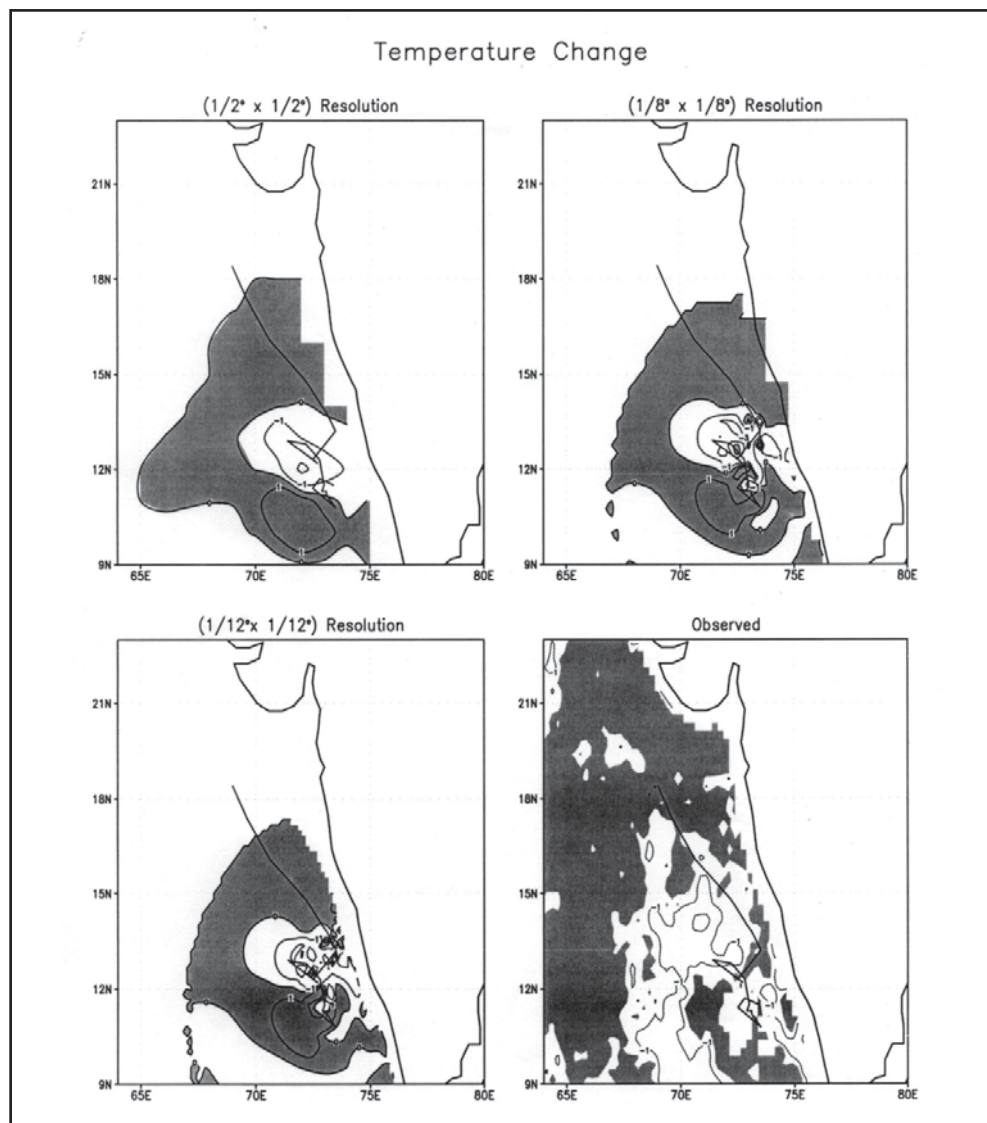 Temperature Change
(1/2° x 1/2°) Resolution
(1/8° x 1/8°) Resolution
21N
18N
15N
12N
9N
65E 70E 75E 80E
21N
18N
15N
12N
9N
65E 70E 75E 80E
(1/12°x 1/12°) Resolution
Observed
21N
18N
15N
12N
9N
65E 70E 75E 80E
21N
18N
15N
12N
9N
65E 70E 75E 80E